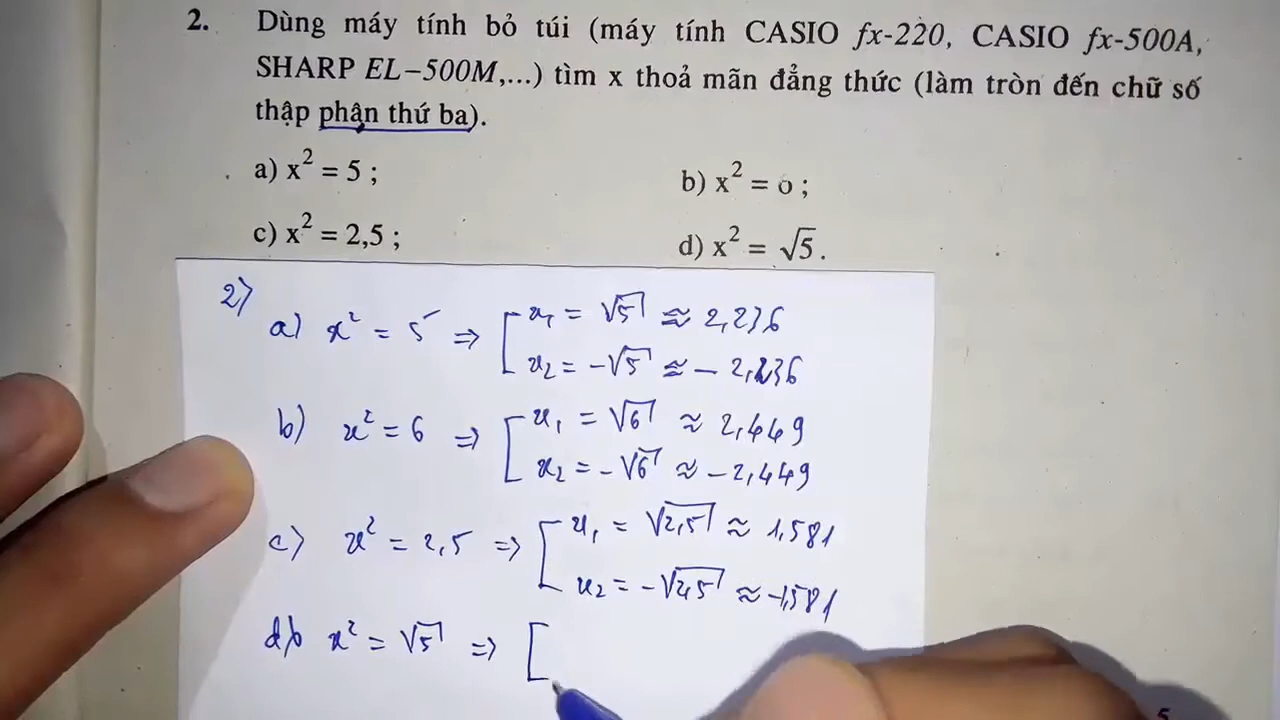 2. Dùng máy tính bỏ túi (máy tính CASIO fx-220, CASIO fx-500A,
SHARP EL-500M,...) tìm x thoả mãn đẳng thức (làm tròn đến chữ số
thập phận thứ ba).
a) x² = 5 ;
b) x² = o ;
c) x² = 2,5 ;
d) x² = √5.
2)
a) x² = 5 => [ x₁ = √5 ≈ 2,236
x₂ = -√5 ≈ - 2,236
b) x² = 6 => [ x₁ = √6 ≈ 2,449
x₂ = -√6 ≈ - 2,449
c) x² = 2,5 => [ x₁ = √2,5 ≈ 1,581
x₂ = -√2,5 ≈ -1,581
d) x² = √5 => [